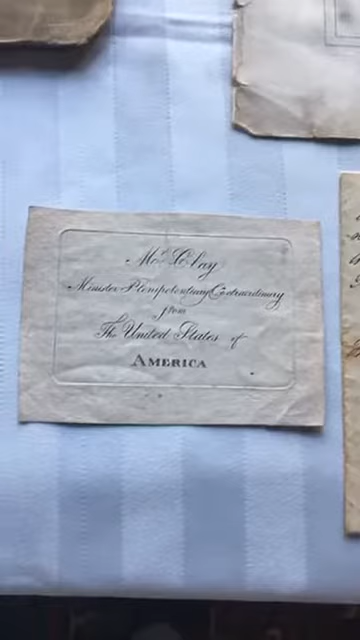 Mr. Clay
Minister Plenipotentiary Extraordinary
from
The United States of
AMERICA